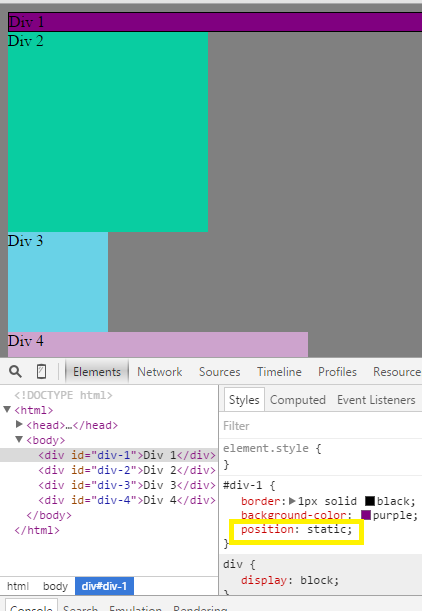 Div 1
Div 2
Div 3
Div 4
Elements Network Sources Timeline Profiles Resource
<!DOCTYPE html>
<html>
<head>…</head>
<body>
<div id="div-1">Div 1</div>
<div id="div-2">Div 2</div>
<div id="div-3">Div 3</div>
<div id="div-4">Div 4</div>
</body>
</html>
html body div#div-1
Styles Computed Event Listeners
Filter
element.style {
}
#div-1 {
border: 1px solid black;
background-color: purple;
position: static;
}
div {
display: block;
}
Console Search Emulation Rendering